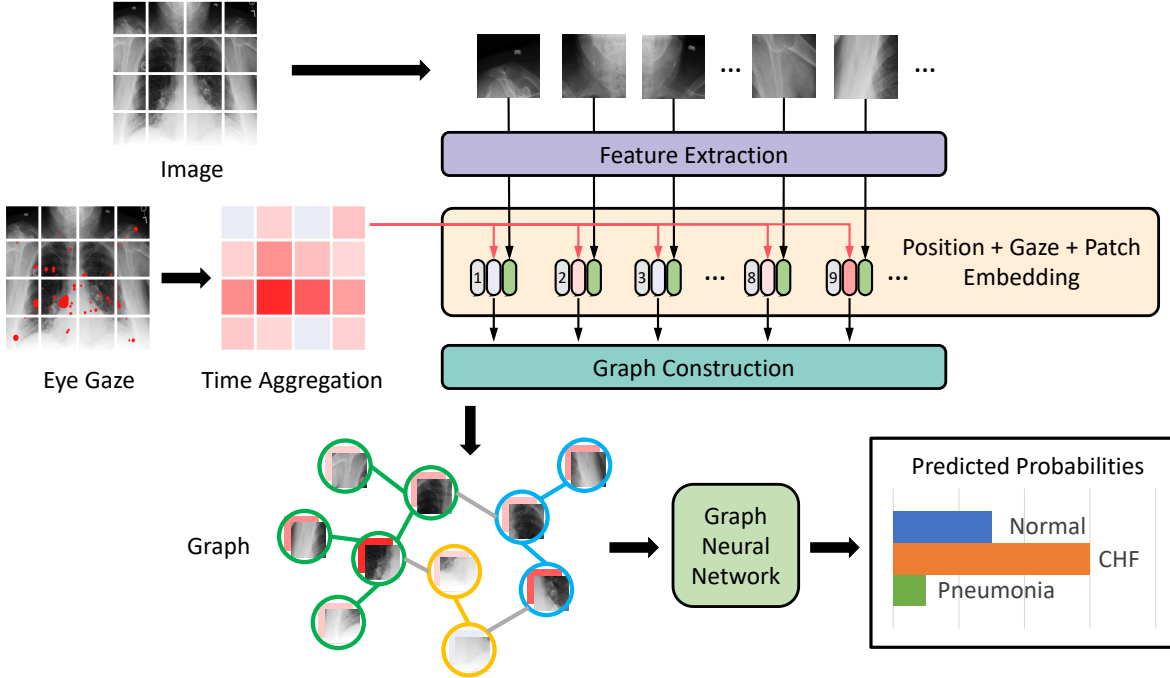 ...
...
Image
Feature Extraction
Position + Gaze + Patch
Embedding
1
2
3
...
8
9
...
Eye Gaze
Time Aggregation
Graph Construction
Graph
Graph
Neural
Network
Predicted Probabilities
Normal
CHF
Pneumonia